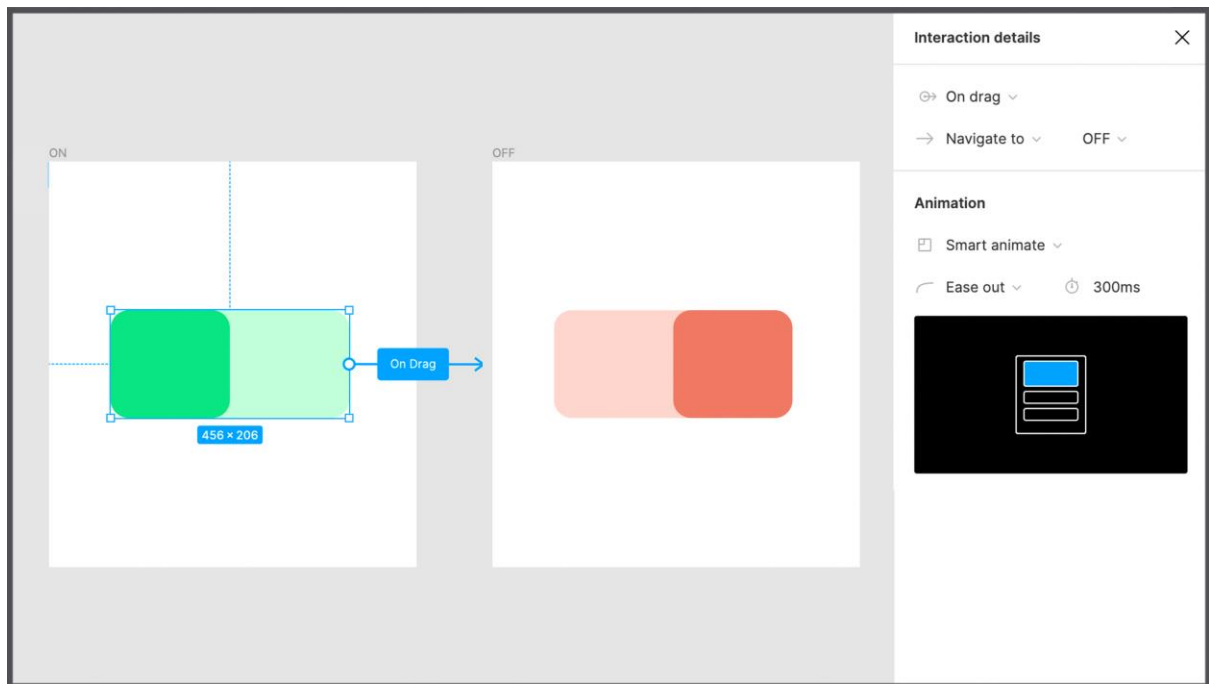 Interaction details
On drag
Navigate to OFF
Animation
Smart animate
Ease out 300ms
ON
OFF
On Drag
456 × 206